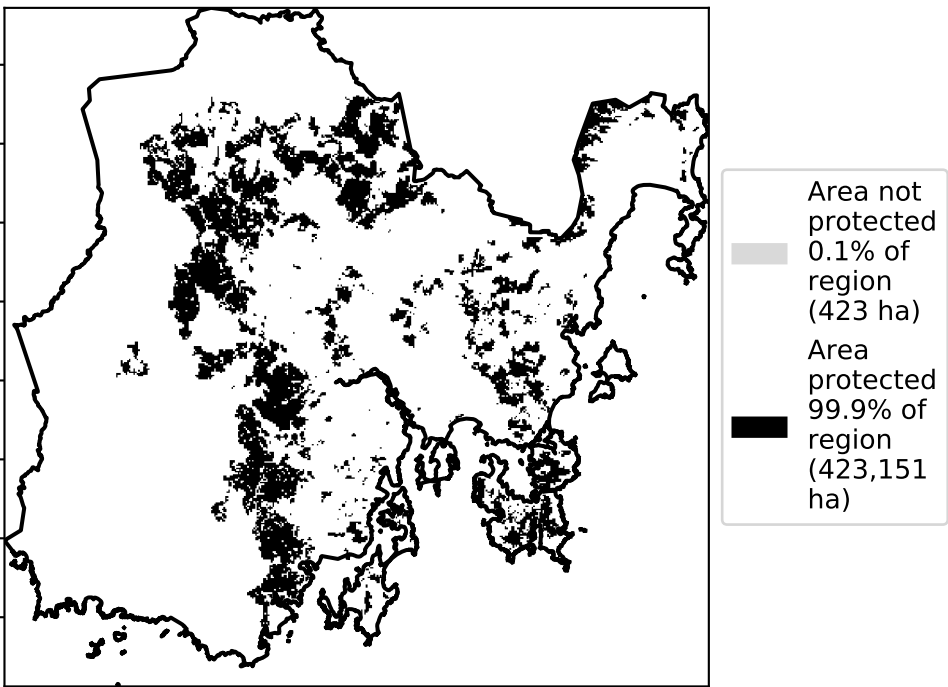 Area not
protected
0.1% of
region
(423 ha)
Area
protected
99.9% of
region
(423,151
ha)